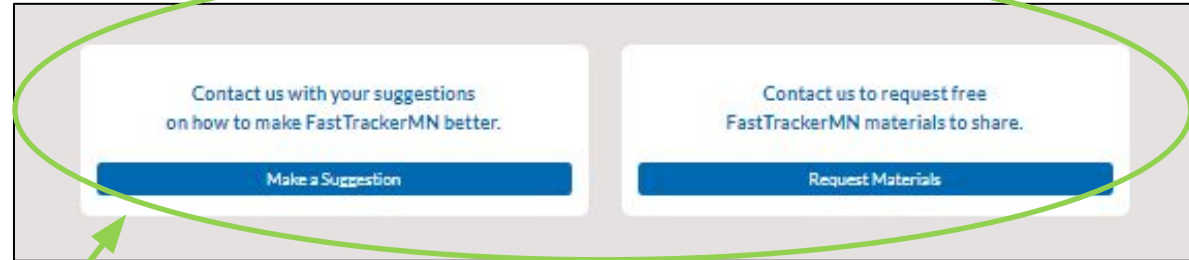 Contact us with your suggestions
on how to make FastTrackerMN better.
Make a Suggestion
Contact us to request free
FastTrackerMN materials to share.
Request Materials